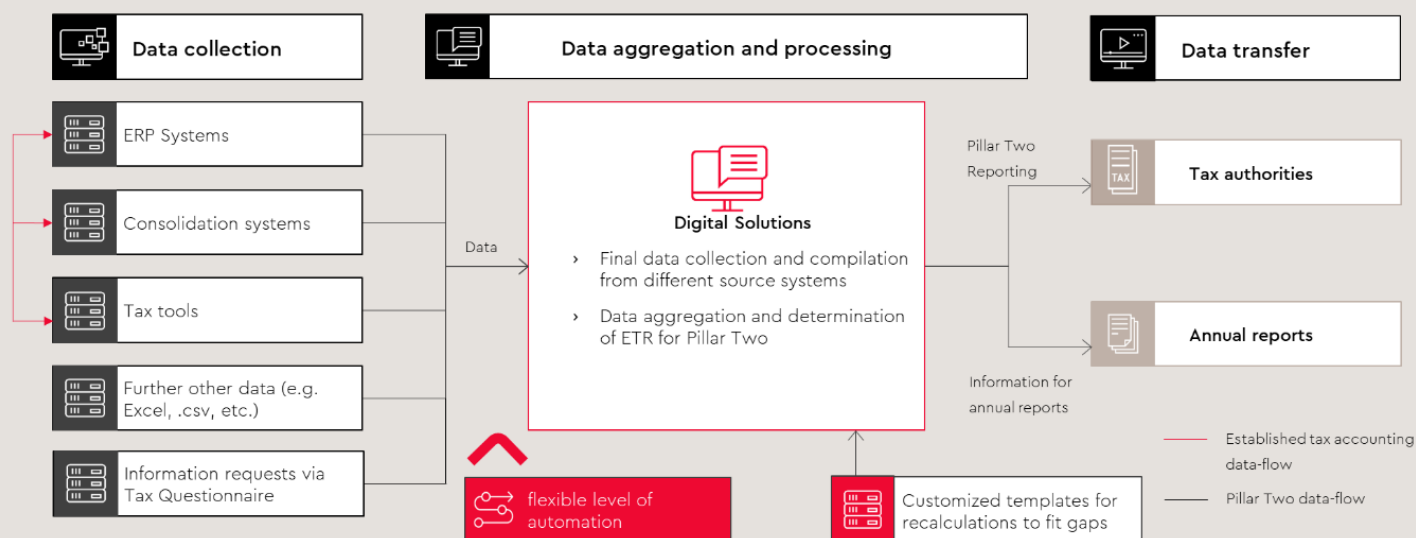 Data collection
Data aggregation and processing
Data transfer
ERP Systems
Consolidation systems
Tax tools
Further other data (e.g.
Excel, .csv, etc.)
Information requests via
Tax Questionnaire
Data
Digital Solutions
› Final data collection and compilation
from different source systems
› Data aggregation and determination
of ETR for Pillar Two
flexible level of
automation
Customized templates for
recalculations to fit gaps
Pillar Two
Reporting
TAX
Tax authorities
Annual reports
Information for
annual reports
Established tax accounting
data-flow
Pillar Two data-flow